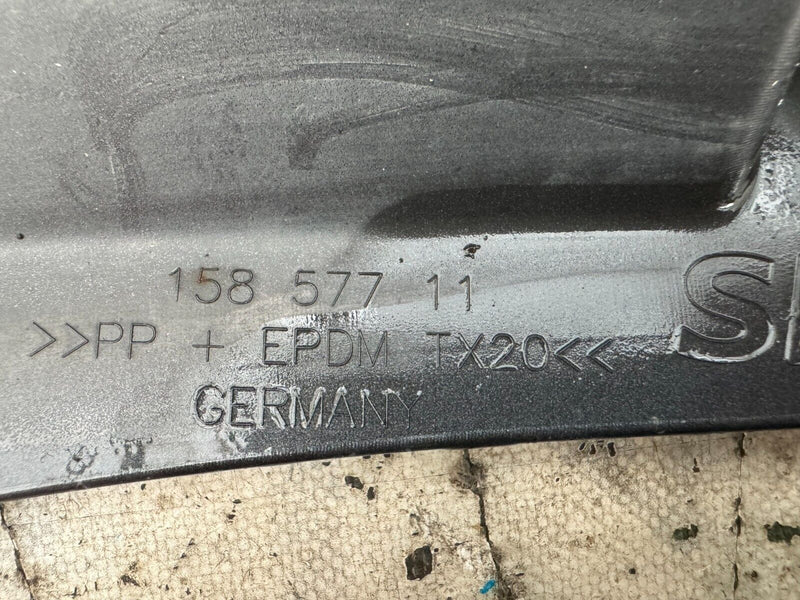 158 577 11
>>PP + EPDM TX20<<
GERMANY